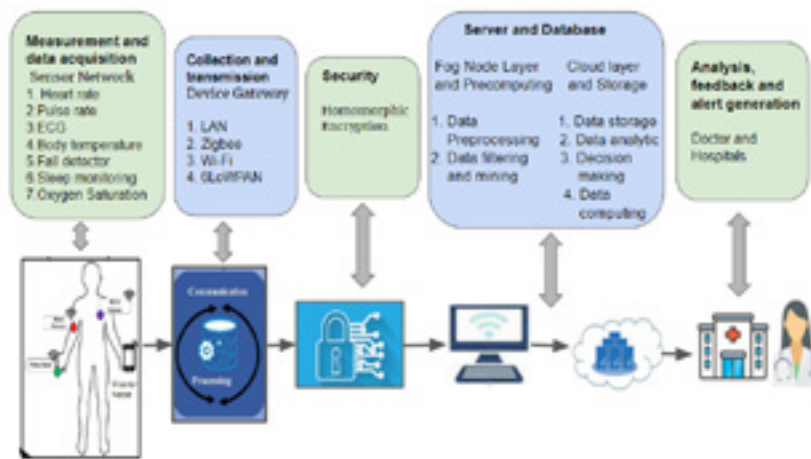 Measurement and
data acquisition
Sensor Network
1. Heart rate
2 Pulse rate
3 ECG
4 Body temperature
5 Fall detector
6 Sleep monitoring
7 Oxygen Saturation
Collection and
transmission
Device Gateway
1. LAN
2. Zigbee
3. Wi-Fi
4. 6LoWPAN
Security
Homomorphic
Encryption
Server and Database
Fog Node Layer
and Precomputing
1. Data
Preprocessing
2. Data filtering
and mining
Cloud layer
and Storage
1. Data storage
2. Data analytic
3. Decision
making
4. Data
computing
Analysis,
feedback and
alert generation
Doctor and
Hospitals
Communication
Processing